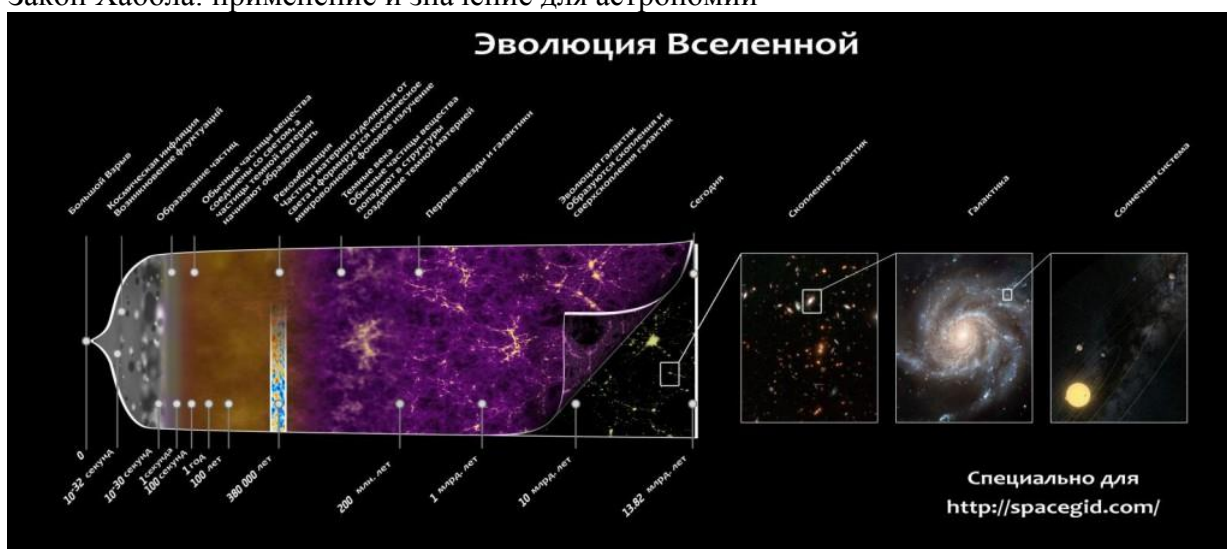 Закон Хаббла: применение и значение для астрономии
Эволюция Вселенной
Большой Взрыв
Космическая инфляция
Возникновение флуктуаций
Образование частиц
Обычные частицы вещества
соединены со светом, а
частицы темной материи
начинают образовывать
Рекомбинация
Частицы материи отделяются от
света и формируется космическое
микроволновое фоновое излучение
Темные века
Обычные частицы вещества
попадают в структуры
созданные темной материей
Первые звезды и галактики
Эволюция галактик
Образуются скопления и
сверхскопления галактик
Сегодня
Скопление галактик
Галактика
Солнечная система
0
10-32 секунд
10-30 секунд
1 секунда
100 секунд
1 год
100 лет
380 000 лет
200 млн. лет
1 млрд. лет
10 млрд. лет
13.82 млрд. лет
Специально для
http://spacegid.com/